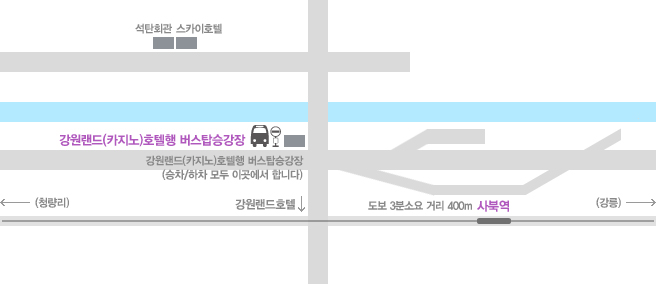 석탄회관 스카이호텔
강원랜드(카지노)호텔행 버스탑승강장
강원랜드(카지노)호텔행 버스탑승강장
(승차/하차 모두 이곳에서 합니다)
(청량리)
강원랜드호텔
도보 3분소요 거리 400m 사북역
(강릉)